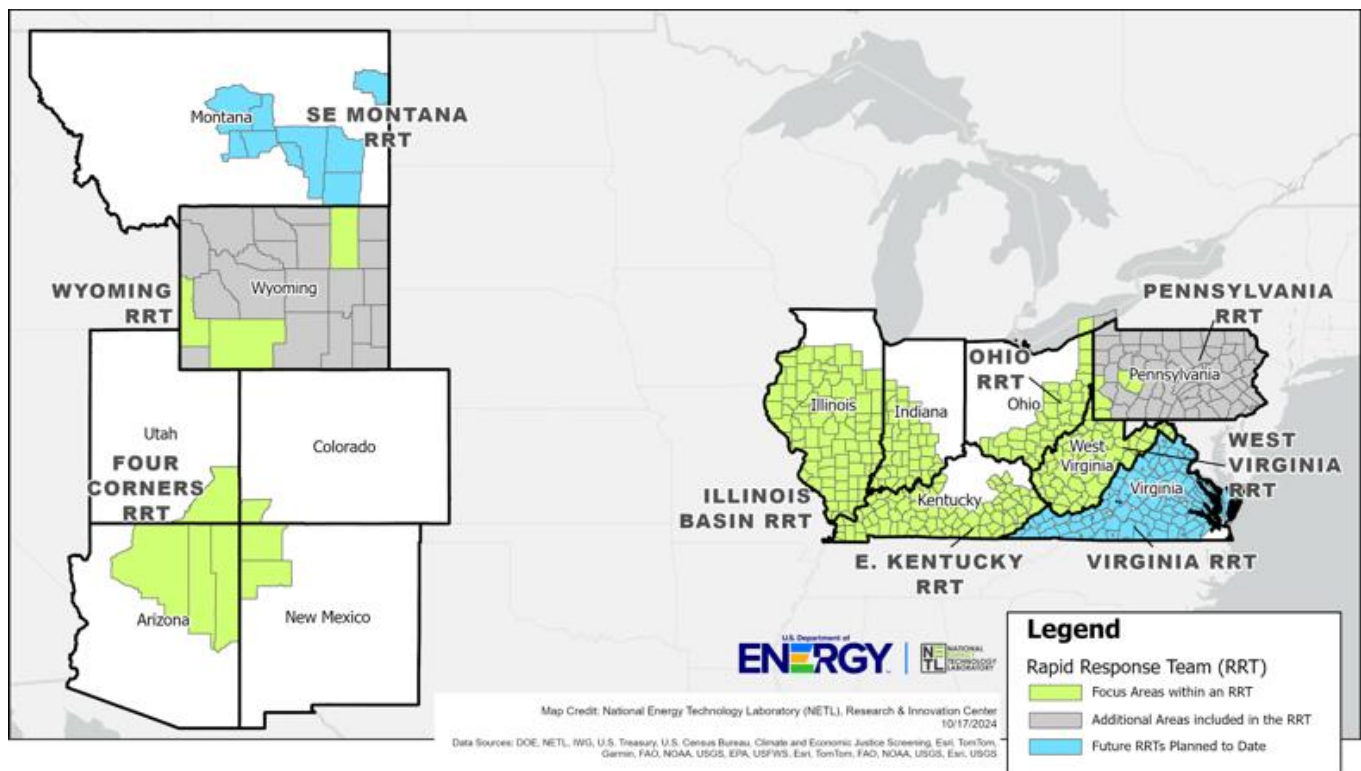 Montana
SE MONTANA
RRT
WYOMING
RRT
Wyoming
Utah
Colorado
FOUR
CORNERS
RRT
Arizona
New Mexico
PENNSYLVANIA
RRT
Pennsylvania
OHIO
RRT
Ohio
Illinois
Indiana
West
Virginia
WEST
VIRGINIA
RRT
Virginia
Kentucky
ILLINOIS
BASIN RRT
E. KENTUCKY
RRT
VIRGINIA RRT
U.S. Department of
ENERGY
NE
TL
NATIONAL
ENERGY
TECHNOLOGY
LABORATORY
Map Credit: National Energy Technology Laboratory (NETL), Research & Innovation Center
10/17/2024
Data Sources: DOE, NETL, IWG, U.S. Treasury, U.S. Census Bureau, Climate and Economic Justice Screening, Esri, TomTom,
Garmin, FAO, NOAA, USGS, EPA, USFWS. Esri, TomTom, FAO, NOAA, USGS, Esri, USGS
Legend
Rapid Response Team (RRT)
Focus Areas within an RRT
Additional Areas included in the RRT
Future RRTs Planned to Date